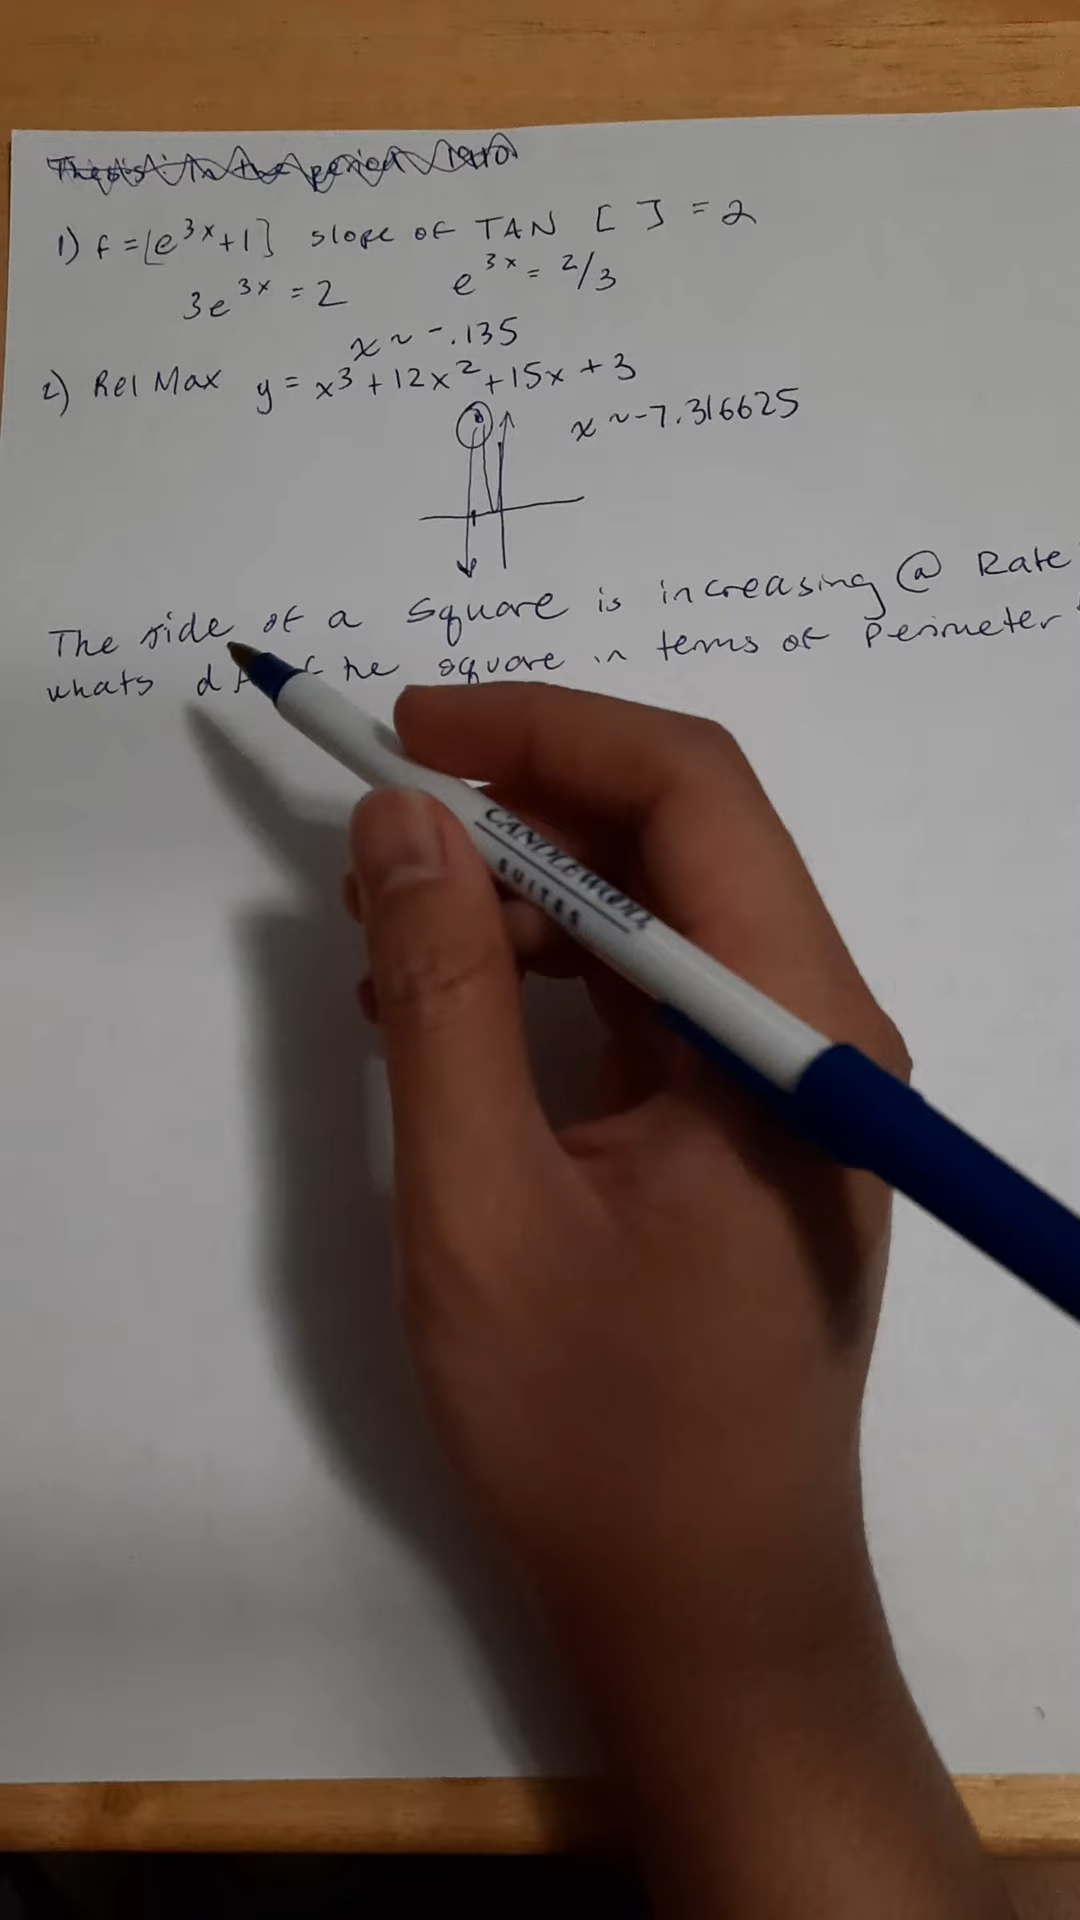 1) f = [e^3x + 1] slope of TAN [ ] = 2
3e^3x = 2 e^3x = 2/3
x ~ -.135
2) Rel Max y = x^3 + 12x^2 + 15x + 3
x ~ -7.316625
The side of a square is increasing @ Rate
whats d he square in terms of Perimeter
CANDLEWOOD
SUITES